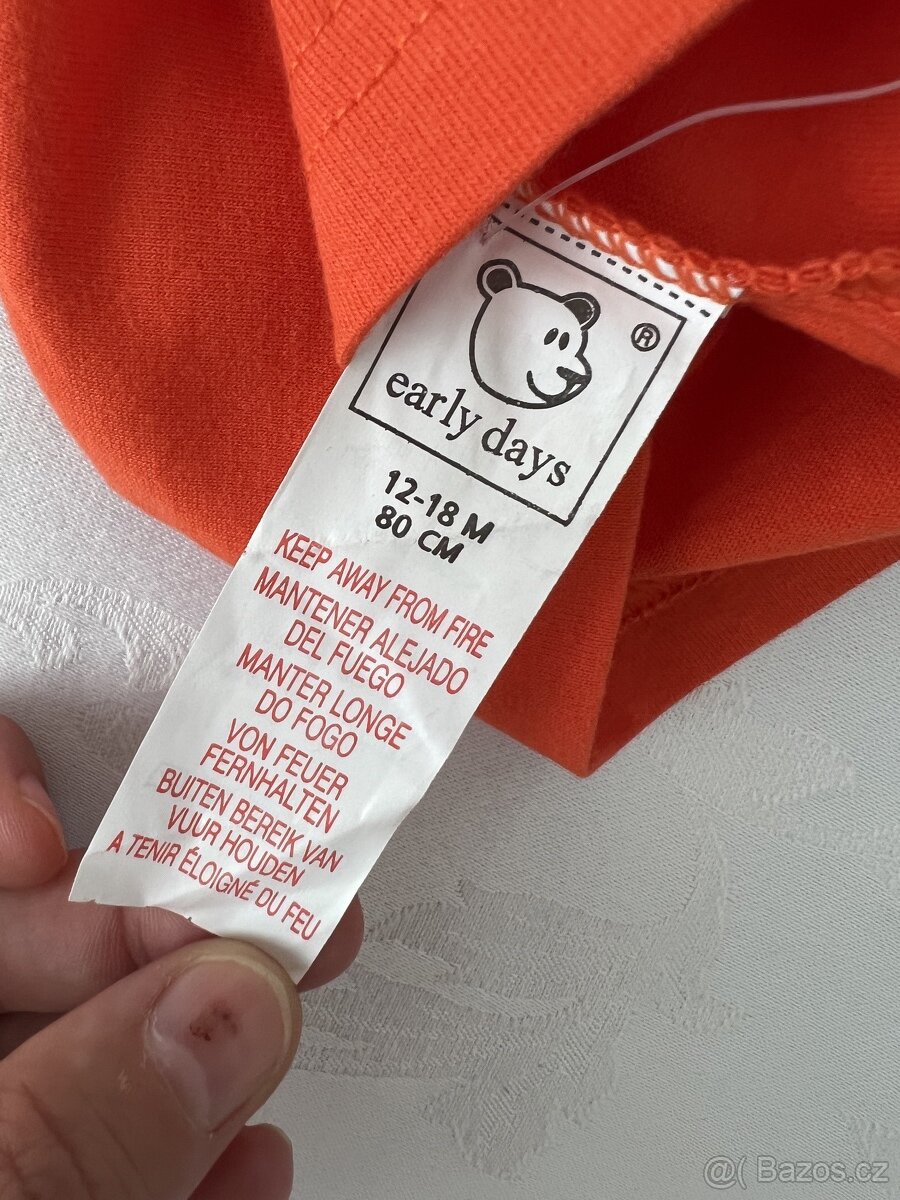 ®
early days
12-18 M
80 CM
KEEP AWAY FROM FIRE
MANTENER ALEJADO
DEL FUEGO
MANTER LONGE
DO FOGO
VON FEUER
FERNHALTEN
BUITEN BEREIK VAN
VUUR HOUDEN
A TENIR ÉLOIGNÉ DU FEU
@( Bazos.cz